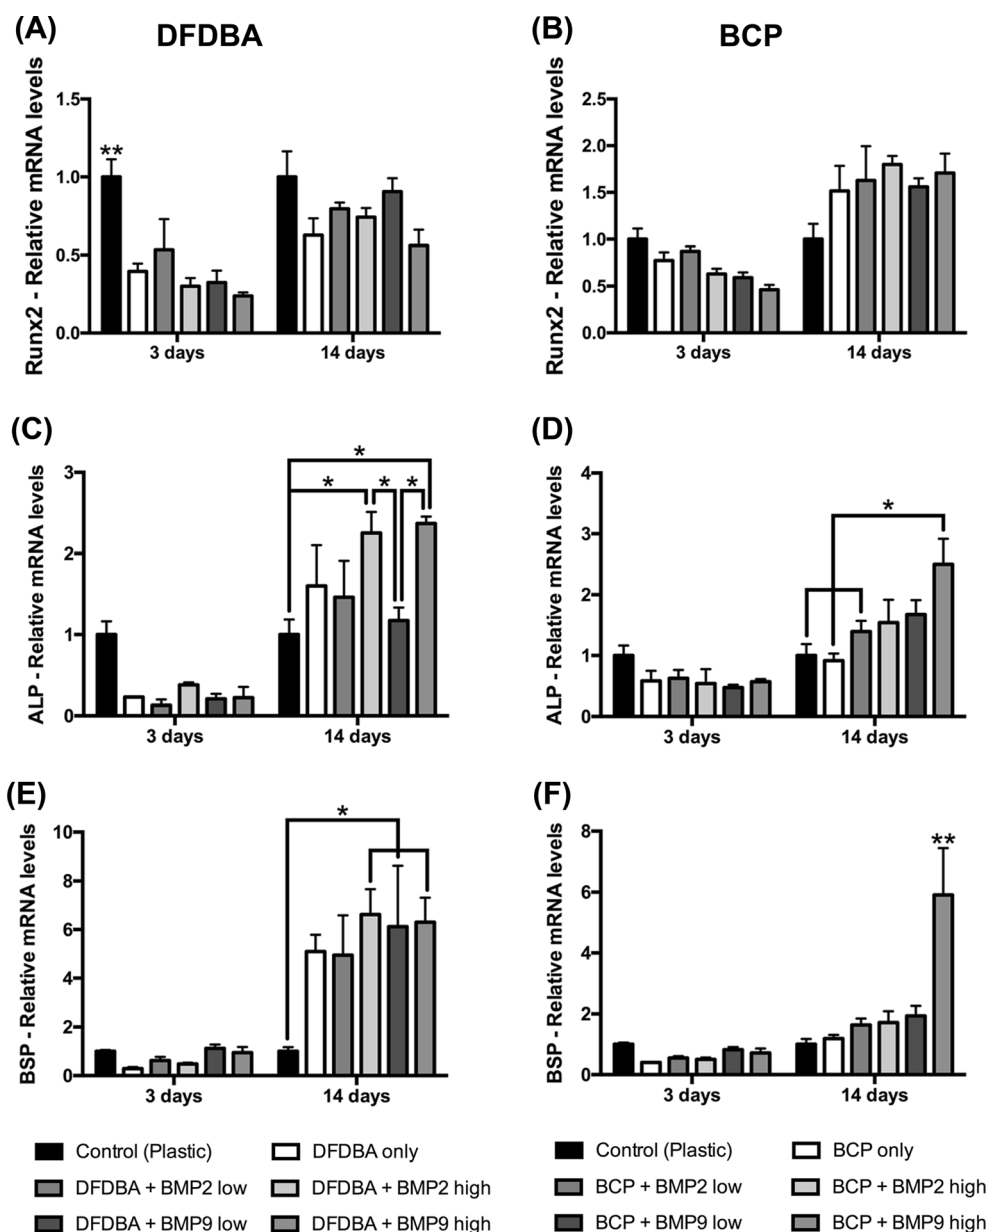 (A) DFDBA
(B) BCP
Runx2 - Relative mRNA levels
1.5
1.0
0.5
0.0
**
3 days 14 days
Runx2 - Relative mRNA levels
2.5
2.0
1.5
1.0
0.5
0.0
3 days 14 days
(C)
ALP - Relative mRNA levels
3
2
1
0
*
* * *
3 days 14 days
(D)
ALP - Relative mRNA levels
4
3
2
1
0
*
3 days 14 days
(E)
BSP - Relative mRNA levels
10
8
6
4
2
0
*
3 days 14 days
(F)
BSP - Relative mRNA levels
8
6
4
2
0
**
3 days 14 days
Control (Plastic) DFDBA only
DFDBA + BMP2 low DFDBA + BMP2 high
DFDBA + BMP9 low DFDBA + BMP9 high
Control (Plastic) BCP only
BCP + BMP2 low BCP + BMP2 high
BCP + BMP9 low BCP + BMP9 high